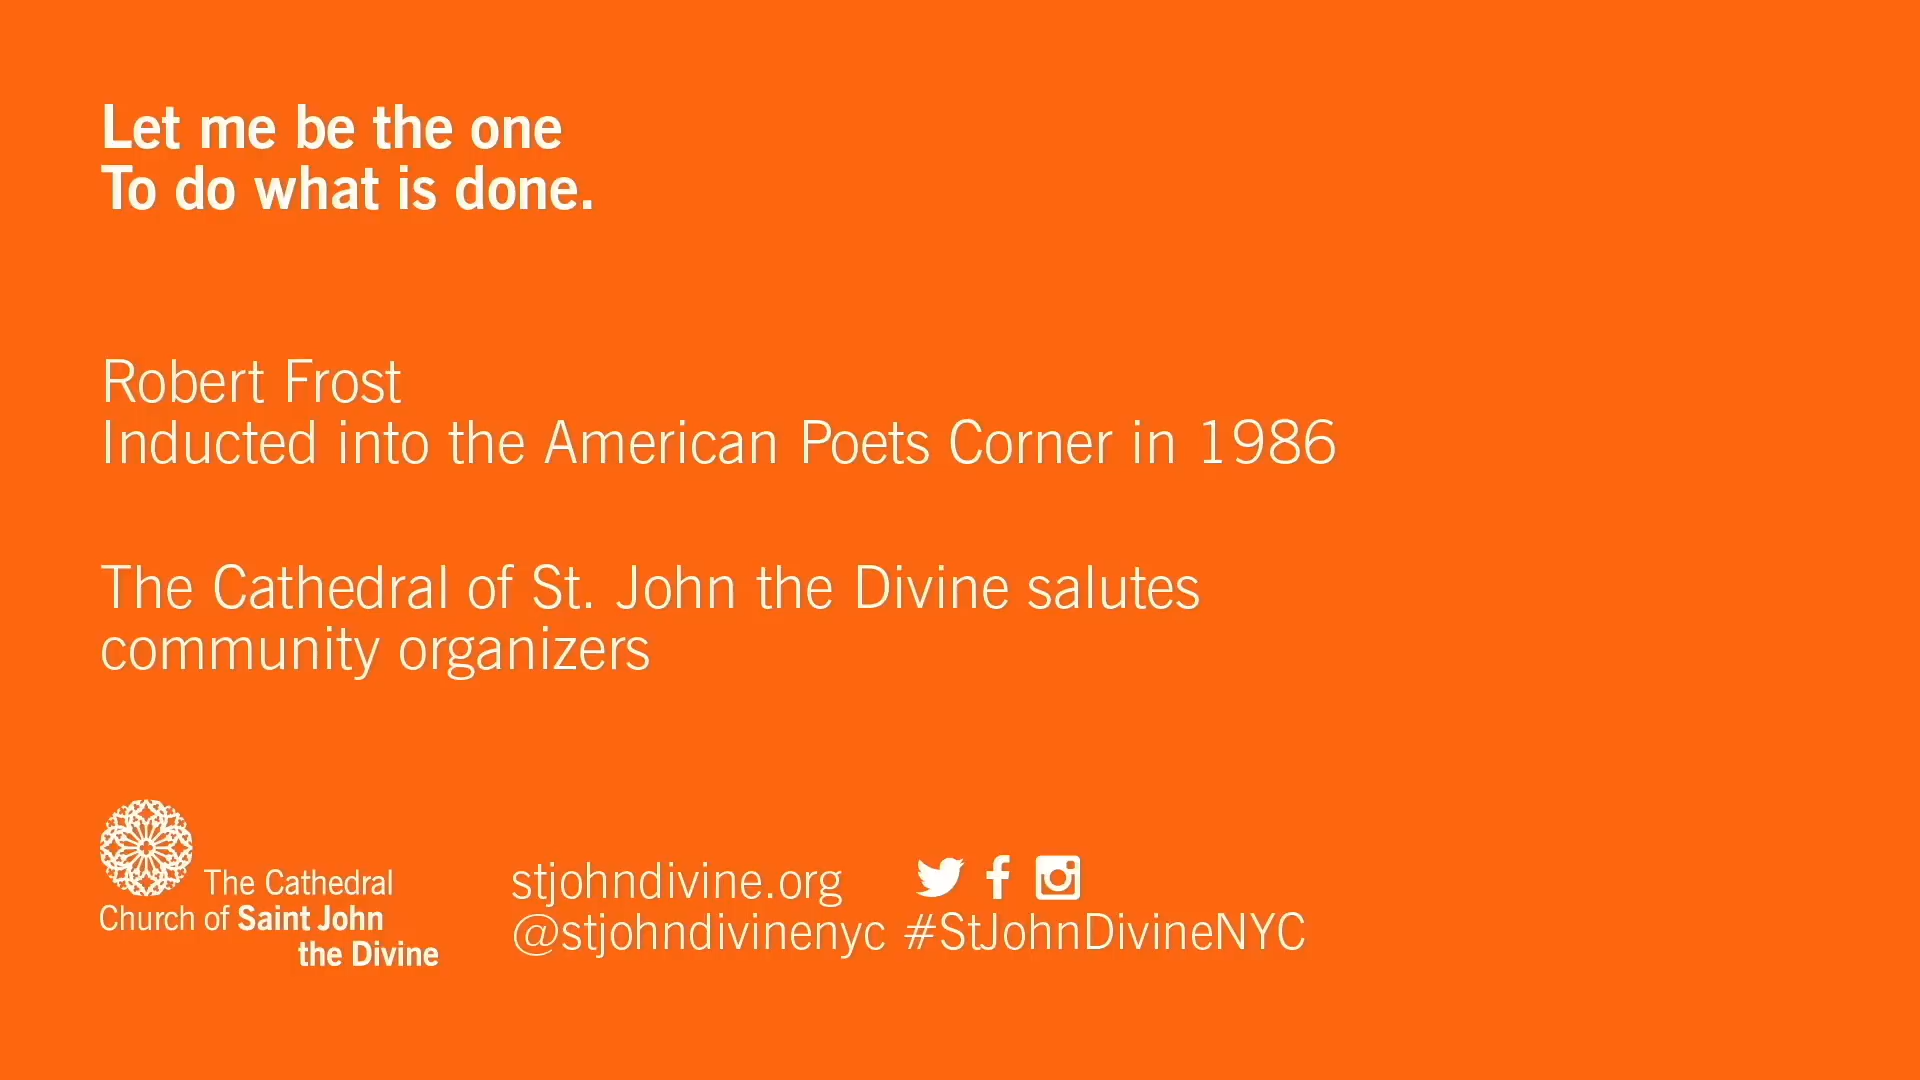 Let me be the one
To do what is done.
Robert Frost
Inducted into the American Poets Corner in 1986
The Cathedral of St. John the Divine salutes
community organizers
The Cathedral
Church of Saint John
the Divine
stjohndivine.org
@stjohndivinenyc #StJohnDivineNYC